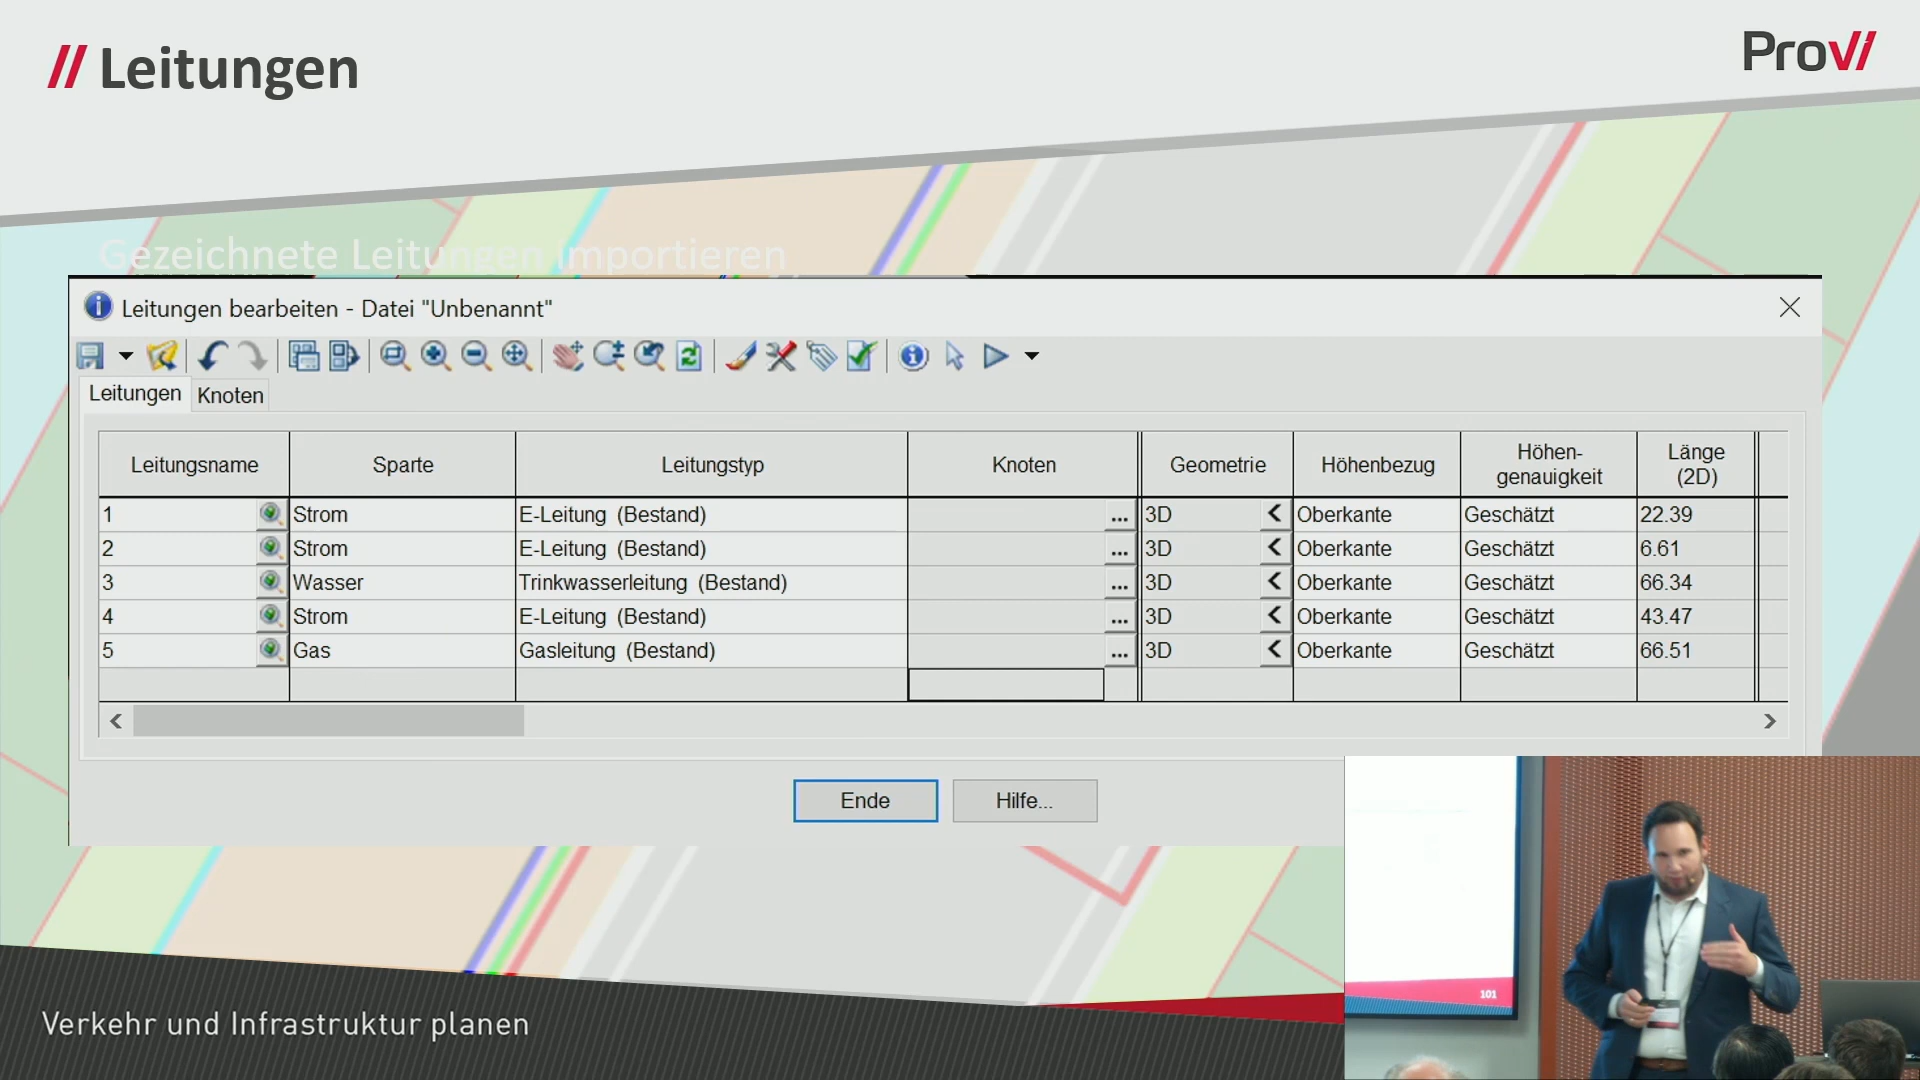 // Leitungen
ProVI
Gezeichnete Leitungen importieren
Leitungen bearbeiten - Datei "Unbenannt"
Leitungen Knoten
Leitungsname Sparte Leitungstyp Knoten Geometrie Höhenbezug Höhen-genauigkeit Länge (2D)
1 Strom E-Leitung (Bestand) ... 3D < Oberkante Geschätzt 22.39
2 Strom E-Leitung (Bestand) ... 3D < Oberkante Geschätzt 6.61
3 Wasser Trinkwasserleitung (Bestand) ... 3D < Oberkante Geschätzt 66.34
4 Strom E-Leitung (Bestand) ... 3D < Oberkante Geschätzt 43.47
5 Gas Gasleitung (Bestand) ... 3D < Oberkante Geschätzt 66.51
Ende Hilfe...
101
Verkehr und Infrastruktur planen